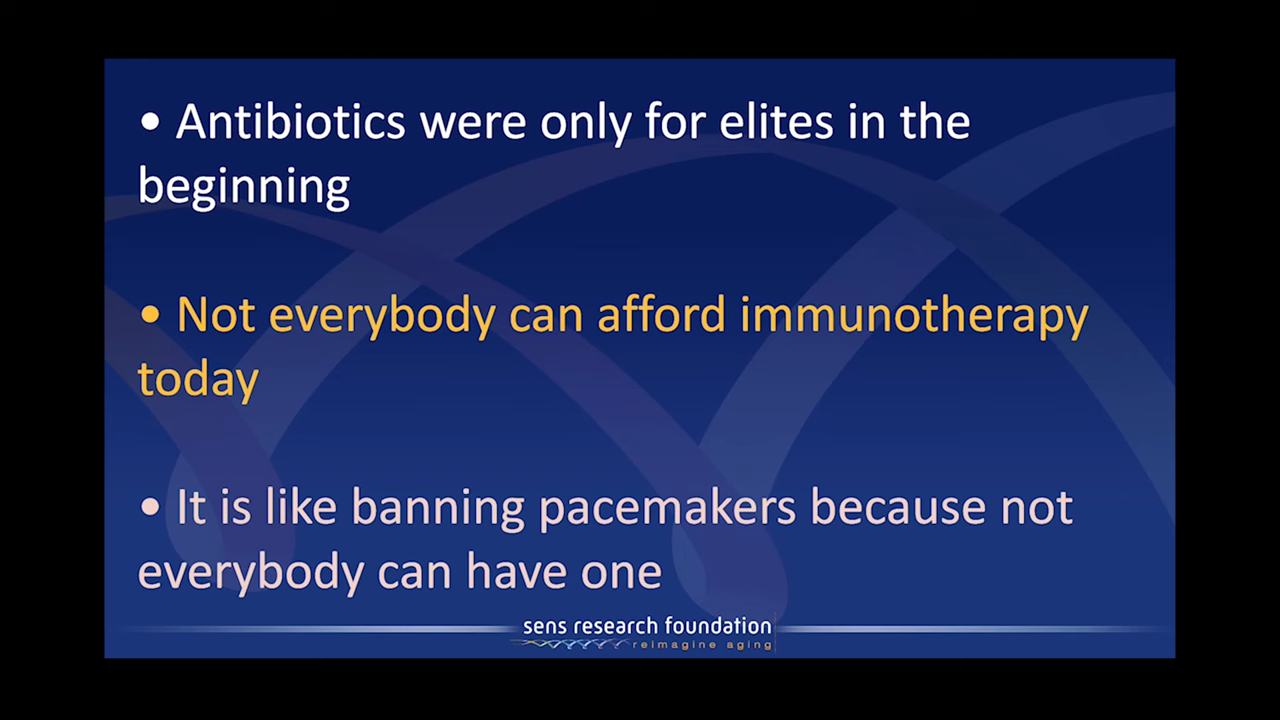 • Antibiotics were only for elites in the
beginning
• Not everybody can afford immunotherapy
today
• It is like banning pacemakers because not
everybody can have one
sens research foundation
reimagine aging